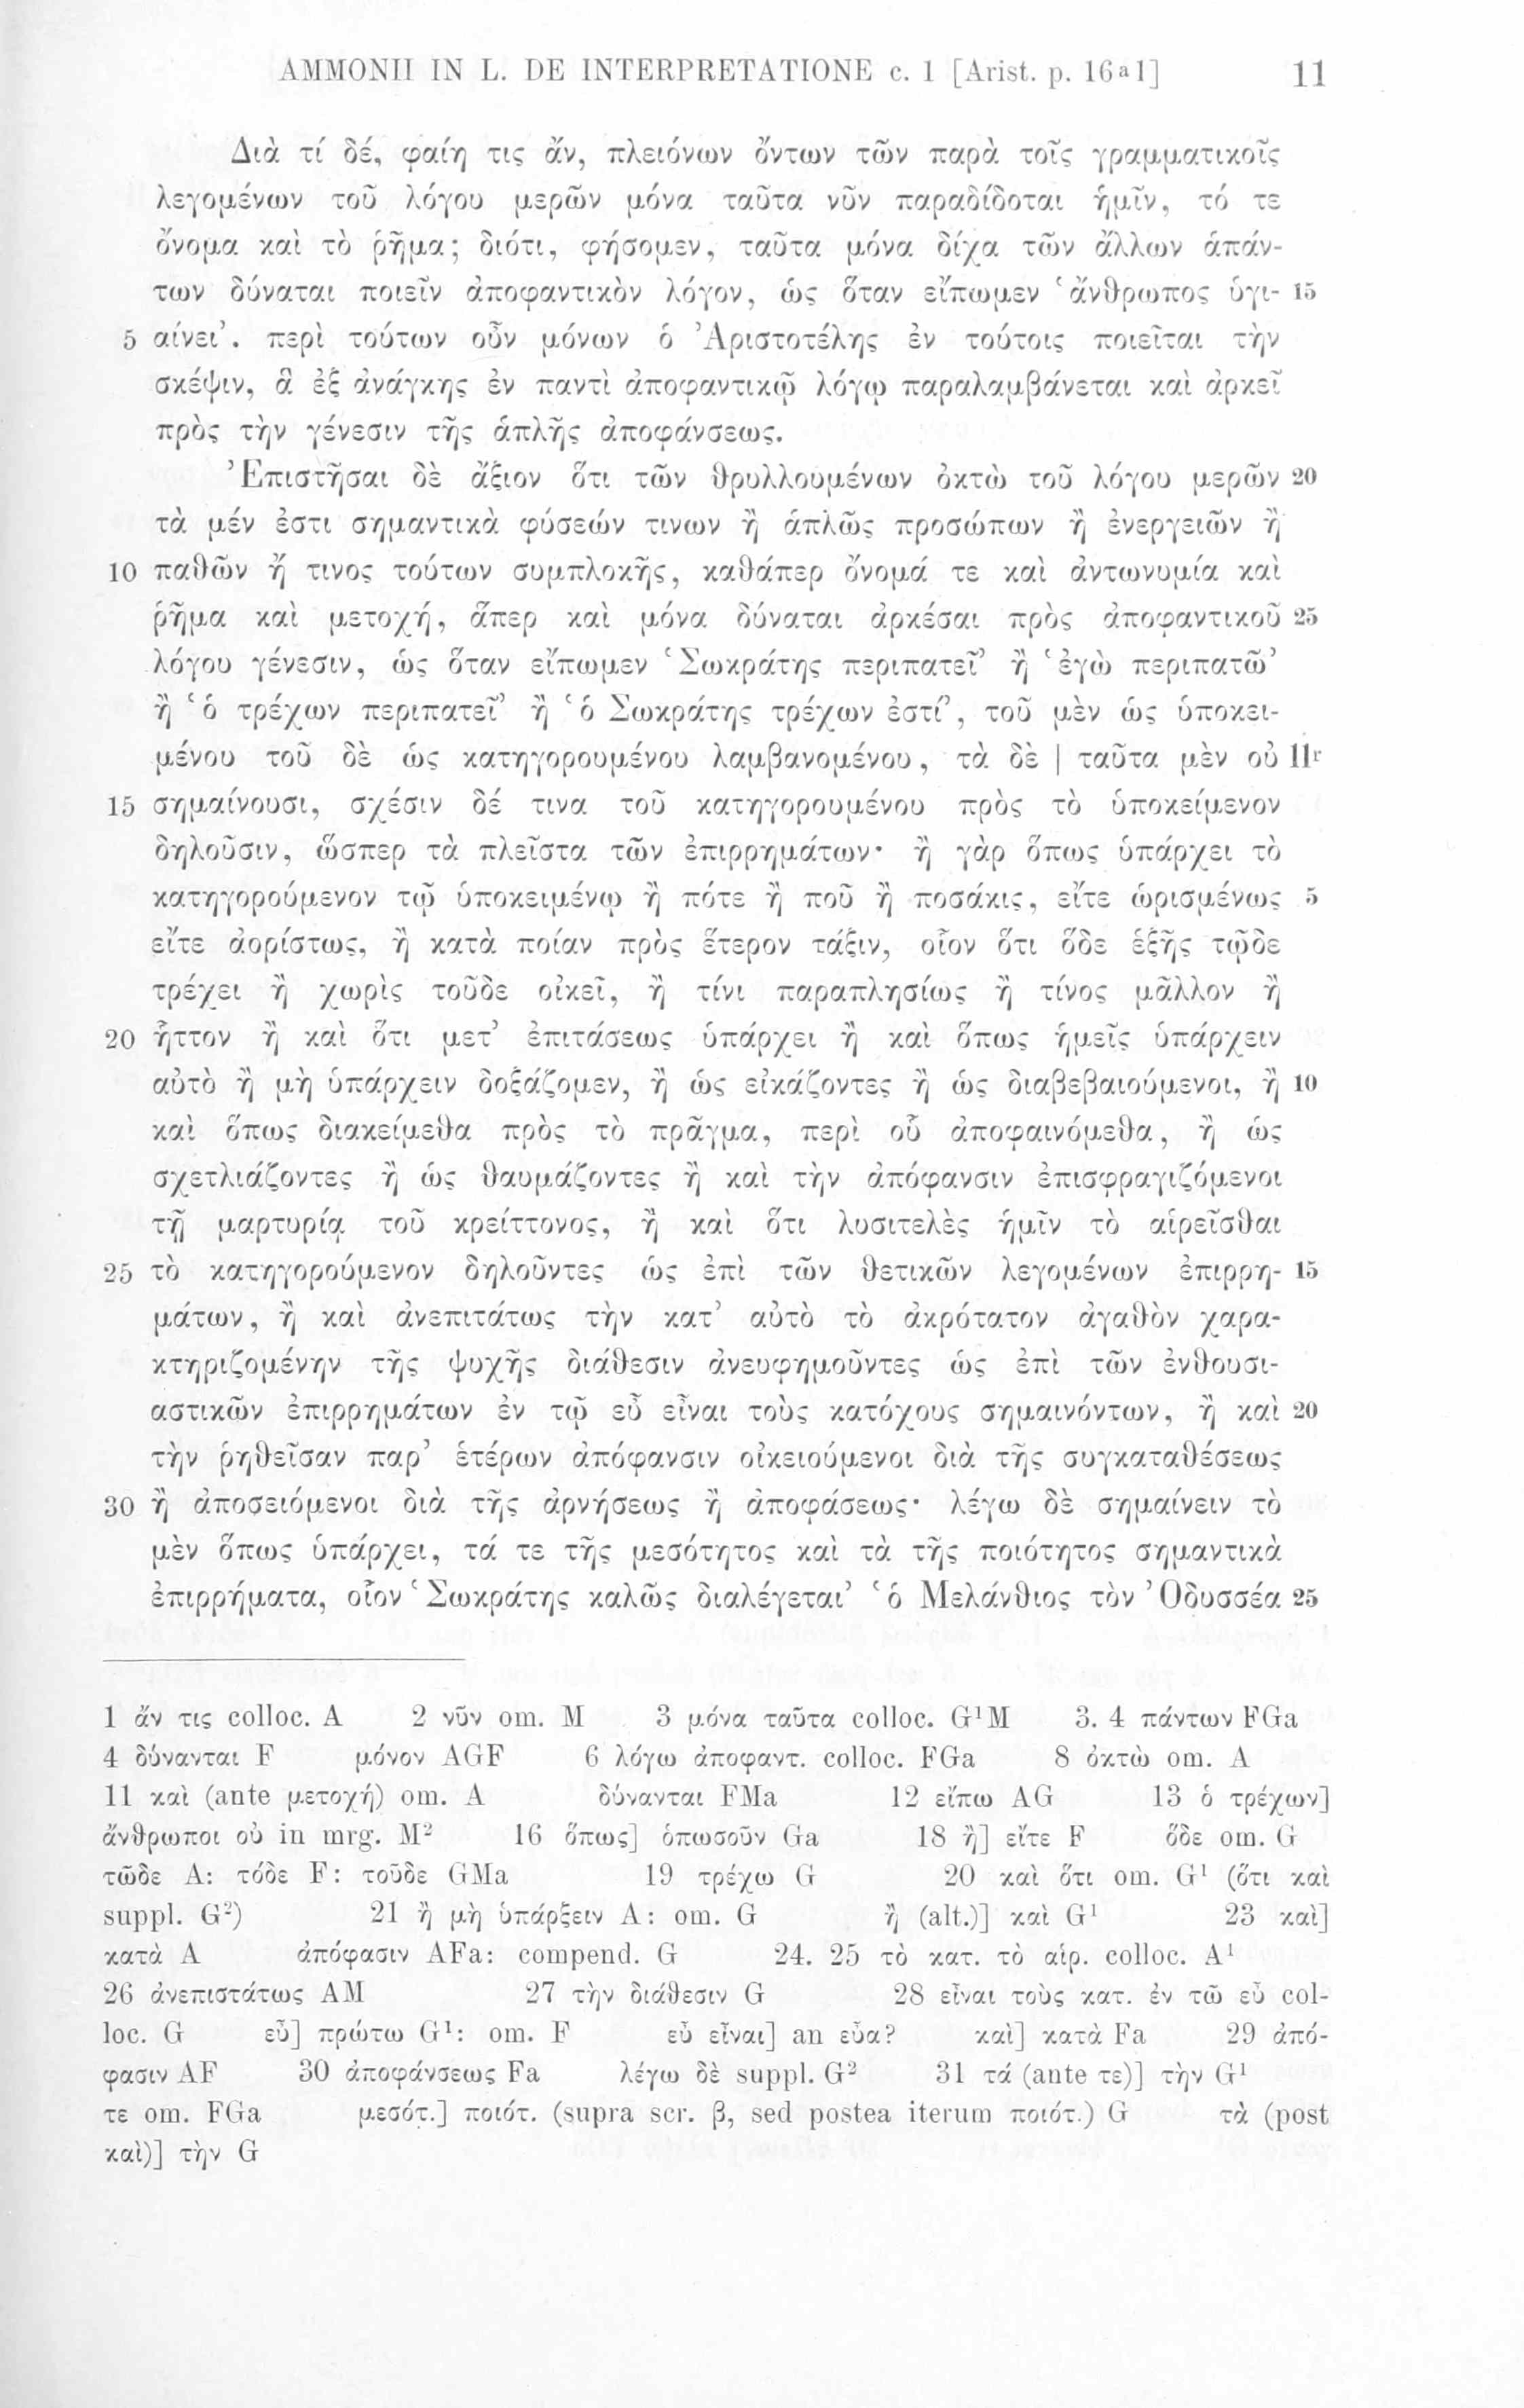 AMMONII IN L. DE INTERPRETATIONE c. 1 [Arist. p. 16a1] 11
Διὰ τί δέ, φαίη τις ἄν, πλειόνων ὄντων τῶν παρὰ τοῖς γραμματικοῖς
λεγομένων τοῦ λόγου μερῶν μόνα ταῦτα νῦν παραδίδοται ἡμῖν, τό τε
ὄνομα καὶ τὸ ῥῆμα; διότι, φήσομεν, ταῦτα μόνα δίχα τῶν ἄλλων ἁπάν-
των δύναται ποιεῖν ἀποφαντικὸν λόγον, ὡς ὅταν εἴπωμεν ‘ἄνθρωπος ὑγι- 15
5 αίνει’. περὶ τούτων οὖν μόνων ὁ Ἀριστοτέλης ἐν τούτοις ποιεῖται τὴν
σκέψιν, ἃ ἐξ ἀνάγκης ἐν παντὶ ἀποφαντικῷ λόγῳ παραλαμβάνεται καὶ ἀρκεῖ
πρὸς τὴν γένεσιν τῆς ἁπλῆς ἀποφάνσεως.
Ἐπιστῆσαι δὲ ἄξιον ὅτι τῶν θρυλλουμένων ὀκτὼ τοῦ λόγου μερῶν 20
τὰ μέν ἐστι σημαντικὰ φύσεών τινων ἢ ἁπλῶς προσώπων ἢ ἐνεργειῶν ἢ
10 παθῶν ἤ τινος τούτων συμπλοκῆς, καθάπερ ὄνομά τε καὶ ἀντωνυμία καὶ
ῥῆμα καὶ μετοχή, ἅπερ καὶ μόνα δύναται ἀρκέσαι πρὸς ἀποφαντικοῦ 25
λόγου γένεσιν, ὡς ὅταν εἴπωμεν ‘Σωκράτης περιπατεῖ’ ἢ ‘ἐγὼ περιπατῶ’
ἢ ‘ὁ τρέχων περιπατεῖ’ ἢ ‘ὁ Σωκράτης τρέχων ἐστί’, τοῦ μὲν ὡς ὑποκει-
μένου τοῦ δὲ ὡς κατηγορουμένου λαμβανομένου, τὰ δὲ | ταῦτα μὲν οὐ 11r
15 σημαίνουσι, σχέσιν δέ τινα τοῦ κατηγορουμένου πρὸς τὸ ὑποκείμενον
δηλοῦσιν, ὥσπερ τὰ πλεῖστα τῶν ἐπιρρημάτων· ἢ γὰρ ὅπως ὑπάρχει τὸ
κατηγορούμενον τῷ ὑποκειμένῳ ἢ πότε ἢ ποῦ ἢ ποσάκις, εἴτε ὡρισμένως 5
εἴτε ἀορίστως, ἢ κατὰ ποίαν πρὸς ἕτερον τάξιν, οἷον ὅτι ὅδε ἑξῆς τῷδε
τρέχει ἢ χωρὶς τοῦδε οἰκεῖ, ἢ τίνι παραπλησίως ἢ τίνος μᾶλλον ἢ
20 ἧττον ἢ καὶ ὅτι μετ’ ἐπιτάσεως ὑπάρχει ἢ καὶ ὅπως ἡμεῖς ὑπάρχειν
αὐτὸ ἢ μὴ ὑπάρχειν δοξάζομεν, ἢ ὡς εἰκάζοντες ἢ ὡς διαβεβαιούμενοι, ἢ 10
καὶ ὅπως διακείμεθα πρὸς τὸ πρᾶγμα, περὶ οὗ ἀποφαινόμεθα, ἢ ὡς
σχετλιάζοντες ἢ ὡς θαυμάζοντες ἢ καὶ τὴν ἀπόφανσιν ἐπισφραγιζόμενοι
τῇ μαρτυρίᾳ τοῦ κρείττονος, ἢ καὶ ὅτι λυσιτελὲς ἡμῖν τὸ αἱρεῖσθαι
25 τὸ κατηγορούμενον δηλοῦντες ὡς ἐπὶ τῶν θετικῶν λεγομένων ἐπιρρη- 15
μάτων, ἢ καὶ ἀνεπιτάτως τὴν κατ’ αὐτὸ τὸ ἀκρότατον ἀγαθὸν χαρα-
κτηριζομένην τῆς ψυχῆς διάθεσιν ἀνευφημοῦντες ὡς ἐπὶ τῶν ἐνθουσι-
αστικῶν ἐπιρρημάτων ἐν τῷ εὖ εἶναι τοὺς κατόχους σημαινόντων, ἢ καὶ 20
τὴν ῥηθεῖσαν παρ’ ἑτέρων ἀπόφανσιν οἰκειούμενοι διὰ τῆς συγκαταθέσεως
30 ἢ ἀποσειόμενοι διὰ τῆς ἀρνήσεως ἢ ἀποφάσεως· λέγω δὲ σημαίνειν τὸ
μὲν ὅπως ὑπάρχει, τά τε τῆς μεσότητος καὶ τὰ τῆς ποιότητος σημαντικὰ
ἐπιρρήματα, οἷον ‘Σωκράτης καλῶς διαλέγεται’ ‘ὁ Μελάνθιος τὸν Ὀδυσσέα 25
1 ἄν τις colloc. A 2 νῦν om. M 3 μόνα ταῦτα colloc. G¹M 3. 4 πάντων FGa
4 δύνανται F μόνον AGF 6 λόγω ἀποφαντ. colloc. FGa 8 ὀκτὼ om. A
11 καὶ (ante μετοχή) om. A δύνανται FMa 12 εἴπω AG 13 ὁ τρέχων]
ἄνθρωποι οὐ in mrg. M² 16 ὅπως] ὁπωσοῦν Ga 18 ἢ] εἴτε F ὅδε om. G
τῶδε A: τόδε F: τοῦδε GMa 19 τρέχω G 20 καὶ ὅτι om. G¹ (ὅτι καὶ
suppl. G²) 21 ἢ μὴ ὑπάρξειν A: om. G ἢ (alt.)] καὶ G¹ 23 καὶ]
κατὰ A ἀπόφασιν AFa: compend. G 24. 25 τὸ κατ. τὸ αἱρ. colloc. A¹
26 ἀνεπιστάτως AM 27 τὴν διάθεσιν G 28 εἶναι τοὺς κατ. ἐν τῶ εὖ col-
loc. G εὖ] πρώτω G¹: om. F εὖ εἶναι] an εὖα? καὶ] κατὰ Fa 29 ἀπό-
φασιν AF 30 ἀποφάνσεως Fa λέγω δὲ suppl. G² 31 τά (ante τε)] τὴν G¹
τε om. FGa μεσότ.] ποιότ. (supra scr. β, sed postea iterum ποιότ.) G τὰ (post
καὶ)] τὴν G